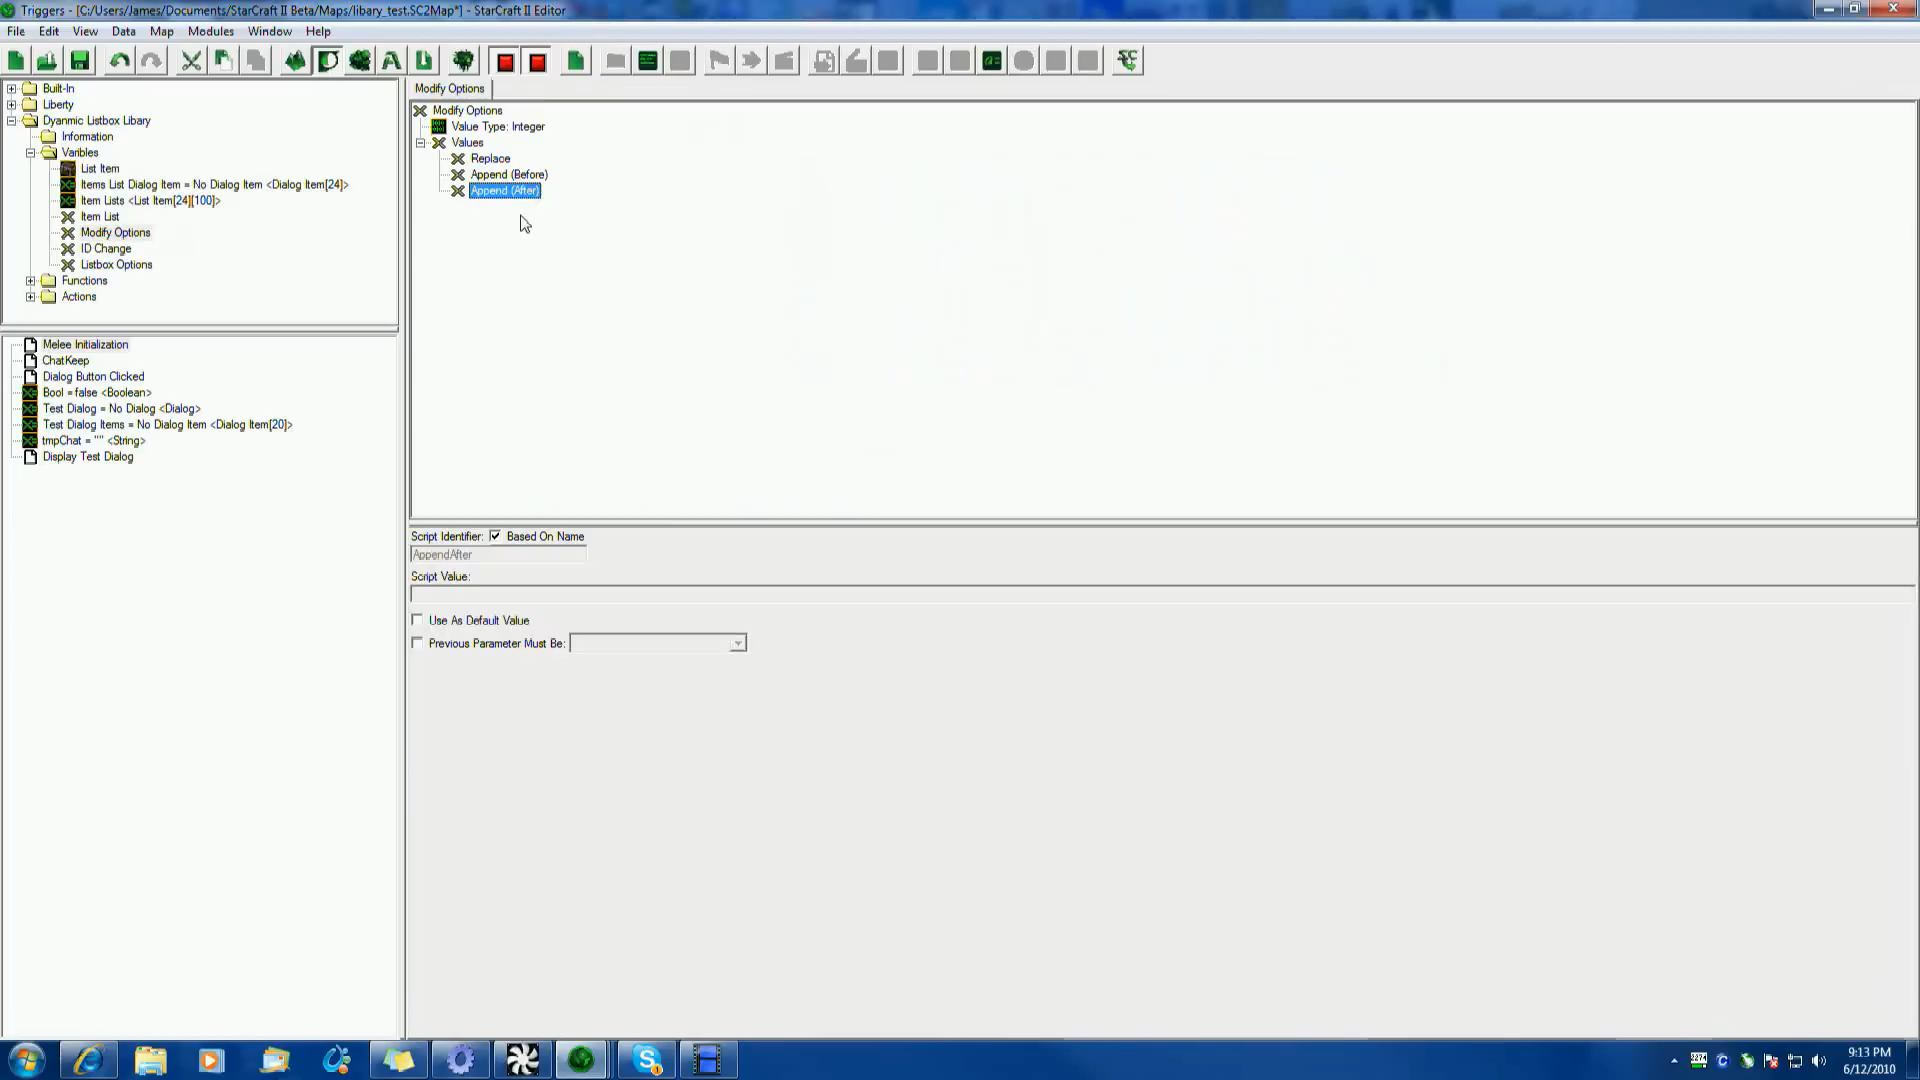 Triggers - [C:/Users/James/Documents/StarCraft II Beta/Maps/libary_test.SC2Map*] - StarCraft II Editor
File Edit View Data Map Modules Window Help
Built-In
Liberty
Dyanmic Listbox Libary
Information
Varibles
List Item
Items List Dialog Item = No Dialog Item <Dialog Item[24]>
Item Lists <List Item[24][100]>
Item List
Modify Options
ID Change
Listbox Options
Functions
Actions
Melee Initialization
ChatKeep
Dialog Button Clicked
Bool = false <Boolean>
Test Dialog = No Dialog <Dialog>
Test Dialog Items = No Dialog Item <Dialog Item[20]>
tmpChat = "" <String>
Display Test Dialog
Modify Options
Modify Options
Value Type: Integer
Values
Replace
Append (Before)
Append (After)
Script Identifier: Based On Name
AppendAfter
Script Value:
Use As Default Value
Previous Parameter Must Be:
9:13 PM
6/12/2010